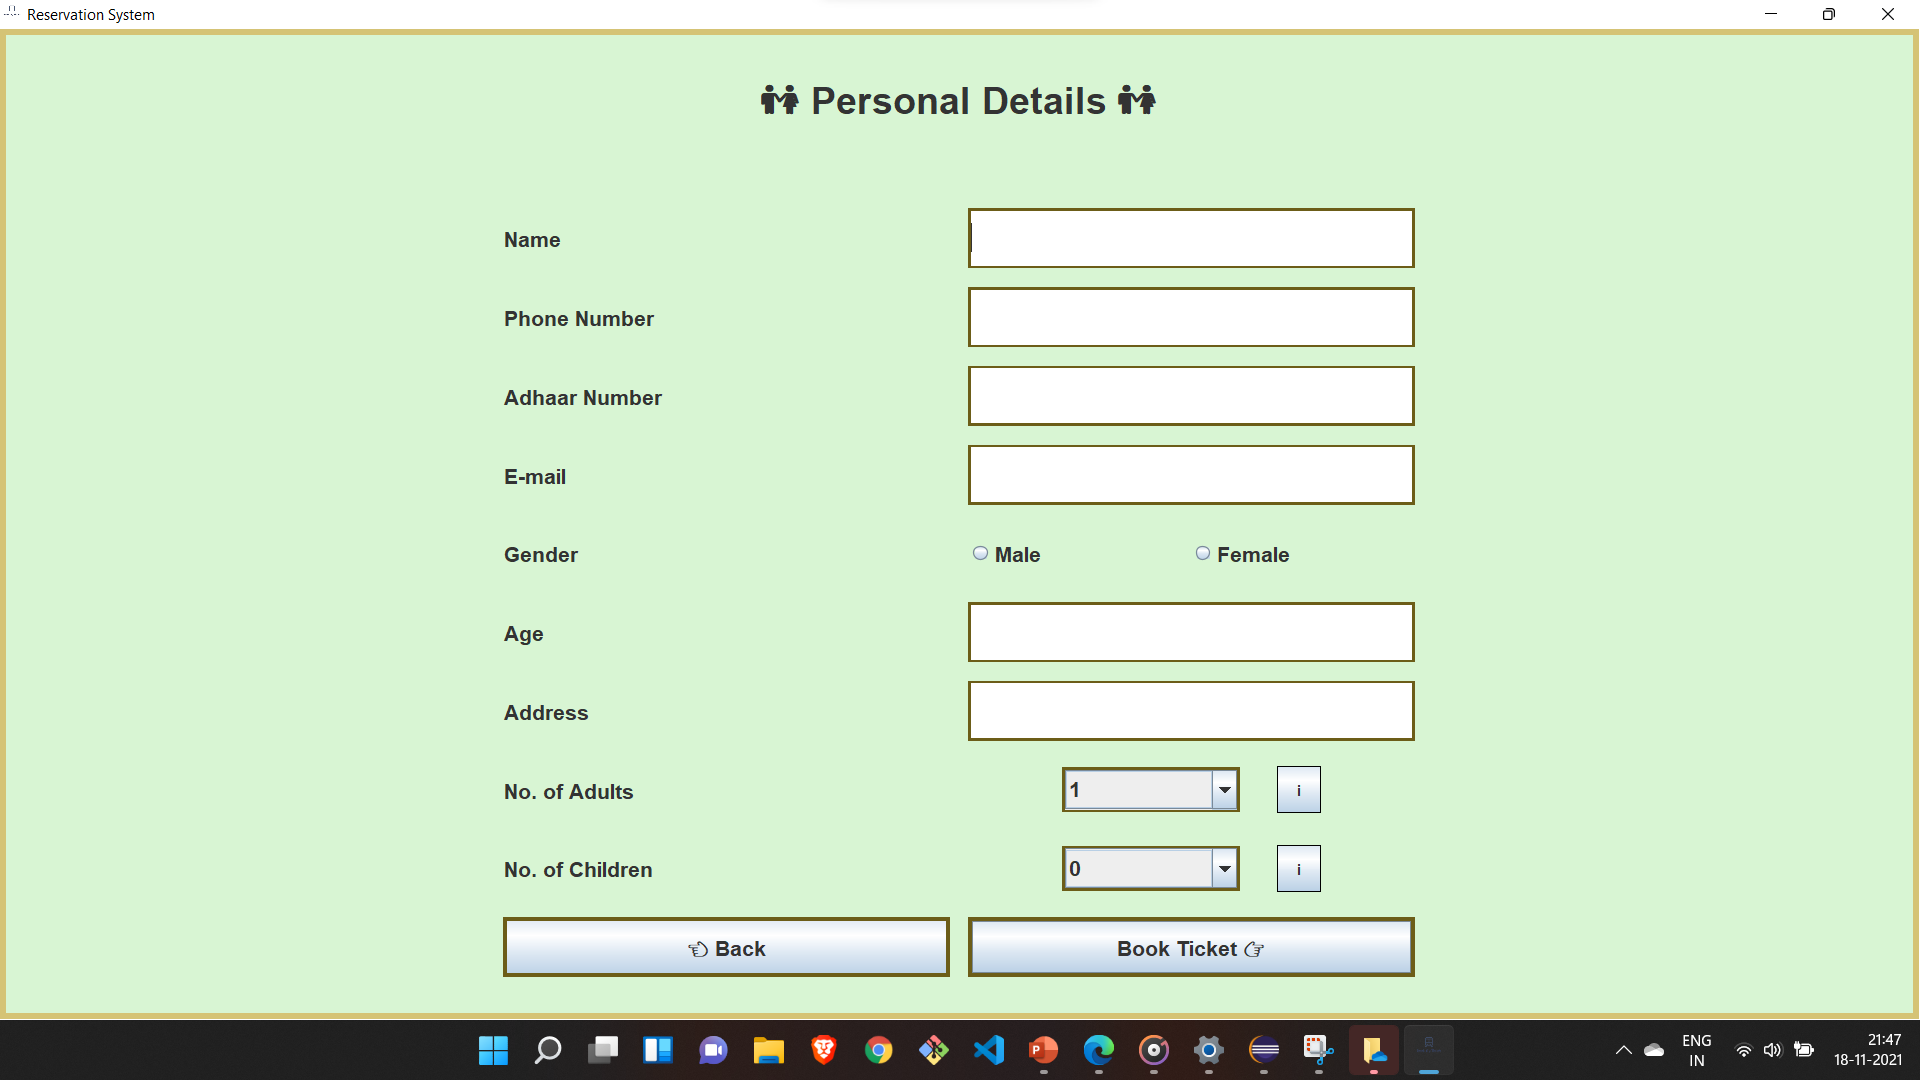 Reservation System
Personal Details
Name
Phone Number
Adhaar Number
E-mail
Gender
Male
Female
Age
Address
No. of Adults
1
i
No. of Children
0
i
Back
Book Ticket
ENG
IN
21:47
18-11-2021